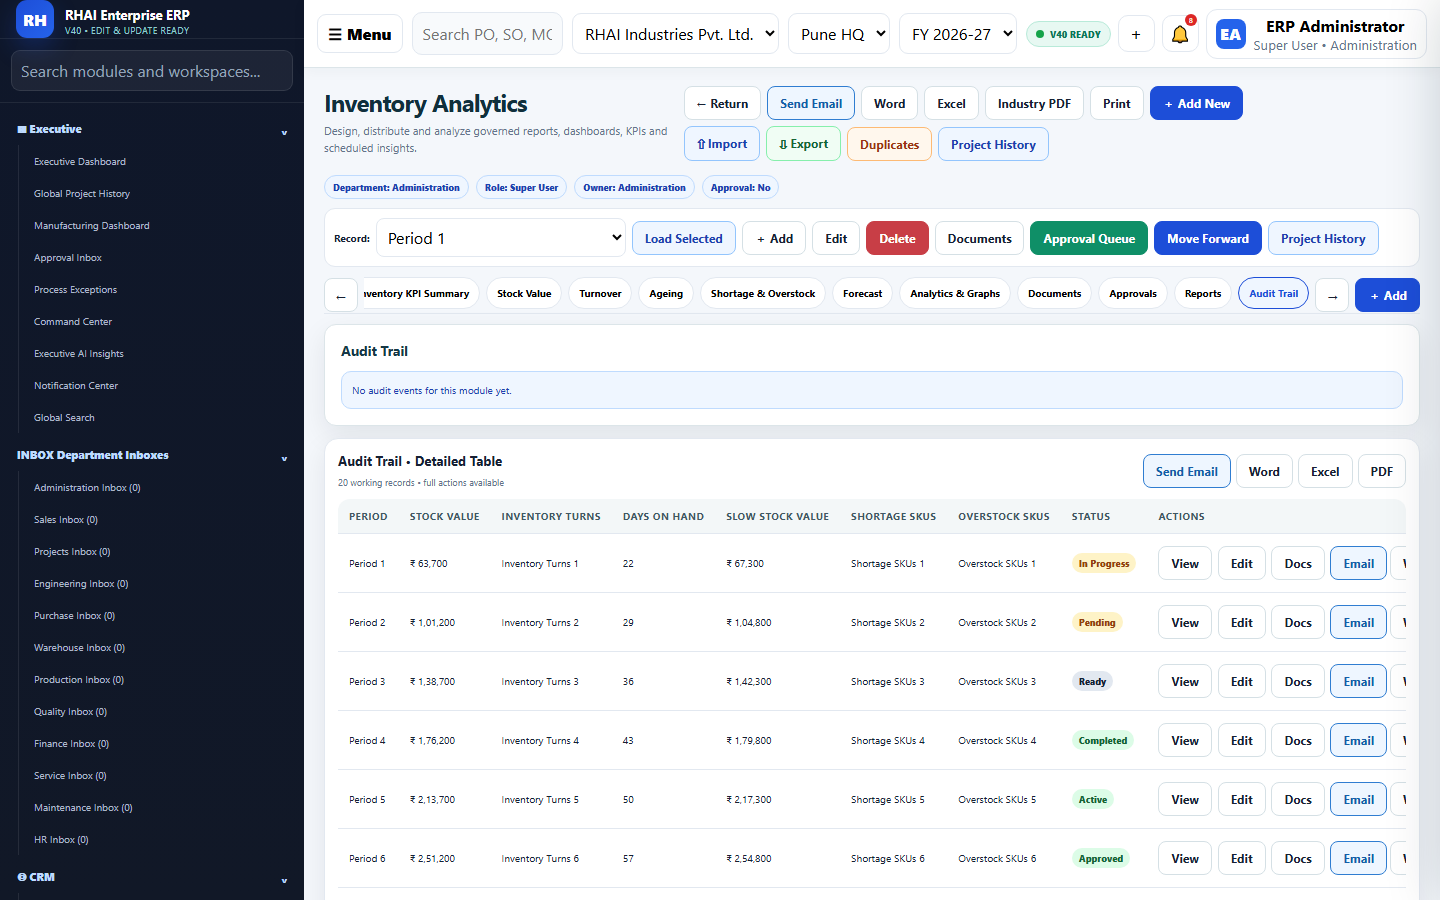 RH
RHAI Enterprise ERP
V40 • EDIT & UPDATE READY
Search modules and workspaces...
Executive
Executive Dashboard
Global Project History
Manufacturing Dashboard
Approval Inbox
Process Exceptions
Command Center
Executive AI Insights
Notification Center
Global Search
INBOX Department Inboxes
Administration Inbox (0)
Sales Inbox (0)
Projects Inbox (0)
Engineering Inbox (0)
Purchase Inbox (0)
Warehouse Inbox (0)
Production Inbox (0)
Quality Inbox (0)
Finance Inbox (0)
Service Inbox (0)
Maintenance Inbox (0)
HR Inbox (0)
CRM
☰ Menu
Search PO, SO, MO
RHAI Industries Pvt. Ltd.
Pune HQ
FY 2026-27
V40 READY
+
8
EA
ERP Administrator
Super User • Administration
Inventory Analytics
Design, distribute and analyze governed reports, dashboards, KPIs and
scheduled insights.
← Return Send Email Word Excel Industry PDF Print + Add New
⇧ Import ⇩ Export Duplicates Project History
Department: Administration Role: Super User Owner: Administration Approval: No
Record: Period 1 Load Selected + Add Edit Delete Documents Approval Queue Move Forward Project History
← nventory KPI Summary Stock Value Turnover Ageing Shortage & Overstock Forecast Analytics & Graphs Documents Approvals Reports Audit Trail → + Add
Audit Trail
No audit events for this module yet.
Audit Trail • Detailed Table
20 working records • full actions available
Send Email Word Excel PDF
PERIOD STOCK VALUE INVENTORY TURNS DAYS ON HAND SLOW STOCK VALUE SHORTAGE SKUS OVERSTOCK SKUS STATUS ACTIONS
Period 1 ₹ 63,700 Inventory Turns 1 22 ₹ 67,300 Shortage SKUs 1 Overstock SKUs 1 In Progress View Edit Docs Email
Period 2 ₹ 1,01,200 Inventory Turns 2 29 ₹ 1,04,800 Shortage SKUs 2 Overstock SKUs 2 Pending View Edit Docs Email
Period 3 ₹ 1,38,700 Inventory Turns 3 36 ₹ 1,42,300 Shortage SKUs 3 Overstock SKUs 3 Ready View Edit Docs Email
Period 4 ₹ 1,76,200 Inventory Turns 4 43 ₹ 1,79,800 Shortage SKUs 4 Overstock SKUs 4 Completed View Edit Docs Email
Period 5 ₹ 2,13,700 Inventory Turns 5 50 ₹ 2,17,300 Shortage SKUs 5 Overstock SKUs 5 Active View Edit Docs Email
Period 6 ₹ 2,51,200 Inventory Turns 6 57 ₹ 2,54,800 Shortage SKUs 6 Overstock SKUs 6 Approved View Edit Docs Email